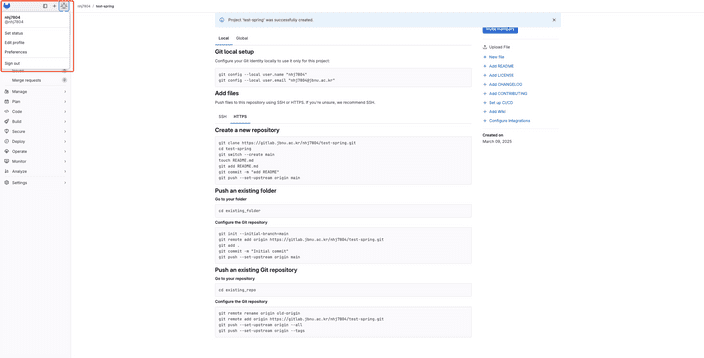 nhj7804
@nhj7804
Set status
Edit profile
Preferences
Sign out
Merge requests
Manage
Plan
Code
Build
Secure
Deploy
Operate
Monitor
Analyze
Settings
nhj7804 / test-spring
Project 'test-spring' was successfully created.
Local Global
Git local setup
Configure your Git identity locally to use it only for this project:
git config --local user.name "nhj7804"
git config --local user.email "nhj7804@jbnu.ac.kr"
Add files
Push files to this repository using SSH or HTTPS. If you're unsure, we recommend SSH.
SSH HTTPS
Create a new repository
git clone https://gitlab.jbnu.ac.kr/nhj7804/test-spring.git
cd test-spring
git switch --create main
touch README.md
git add README.md
git commit -m "add README"
git push --set-upstream origin main
Push an existing folder
Go to your folder
cd existing_folder
Configure the Git repository
git init --initial-branch=main
git remote add origin https://gitlab.jbnu.ac.kr/nhj7804/test-spring.git
git add .
git commit -m "Initial commit"
git push --set-upstream origin main
Push an existing Git repository
Go to your repository
cd existing_repo
Configure the Git repository
git remote rename origin old-origin
git remote add origin https://gitlab.jbnu.ac.kr/nhj7804/test-spring.git
git push --set-upstream origin --all
git push --set-upstream origin --tags
Upload File
New file
Add README
Add LICENSE
Add CHANGELOG
Add CONTRIBUTING
Set up CI/CD
Add Wiki
Configure Integrations
Created on
March 09, 2025